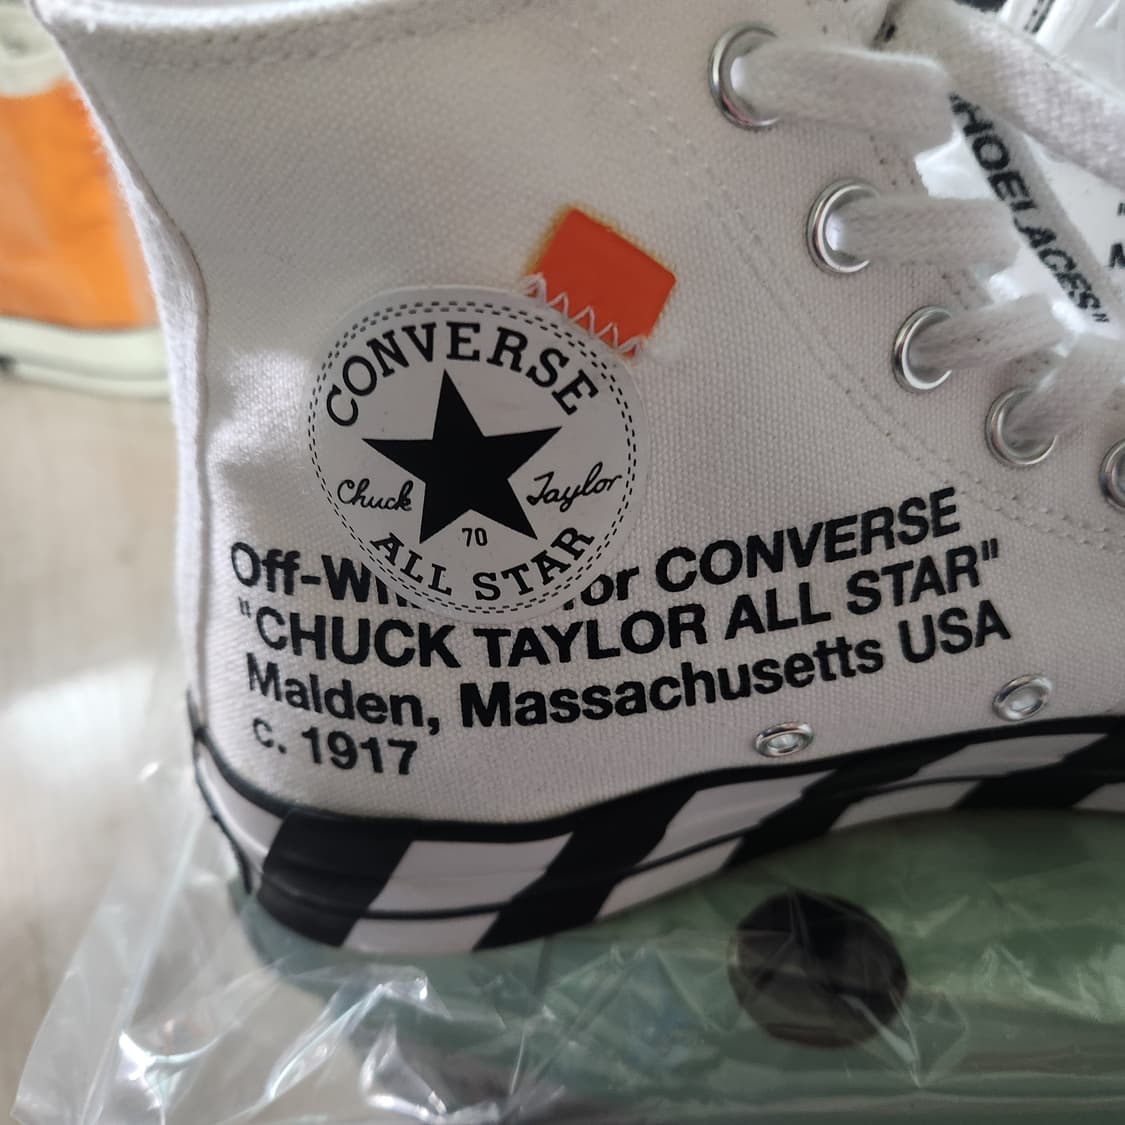 SHOELACES"
CONVERSE
Chuck Taylor
70
ALL STAR
Off-Wh or CONVERSE
"CHUCK TAYLOR ALL STAR"
Malden, Massachusetts USA
c. 1917